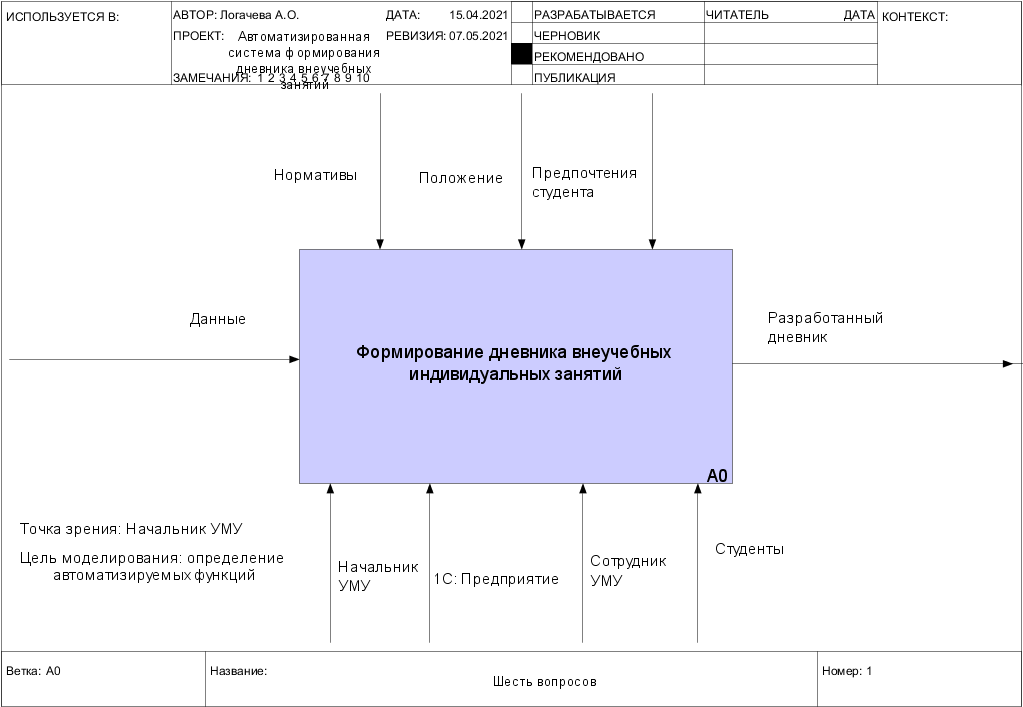 ИСПОЛЬЗУЕТСЯ В:
АВТОР: Логачева А.О.
ДАТА: 15.04.2021
РАЗРАБАТЫВАЕТСЯ
ЧИТАТЕЛЬ
ДАТА
КОНТЕКСТ:
ПРОЕКТ: Автоматизированная
система формирования
дневника внеучебных
занятий
РЕВИЗИЯ: 07.05.2021
ЧЕРНОВИК
РЕКОМЕНДОВАНО
ЗАМЕЧАНИЯ: 1 2 3 4 5 6 7 8 9 10
ПУБЛИКАЦИЯ
Нормативы
Положение
Предпочтения
студента
Данные
Разработанный
дневник
Формирование дневника внеучебных
индивидуальных занятий
A0
Точка зрения: Начальник УМУ
Цель моделирования: определение
автоматизируемых функций
Начальник
УМУ
1С: Предприятие
Сотрудник
УМУ
Студенты
Ветка: A0
Название:
Шесть вопросов
Номер: 1